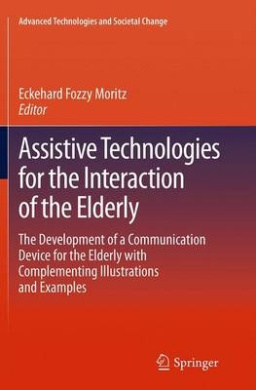 Advanced Technologies and Societal Change
Eckehard Fozzy Moritz
Editor
Assistive Technologies
for the Interaction
of the Elderly
The Development of a Communication
Device for the Elderly with
Complementing Illustrations
and Examples
Springer